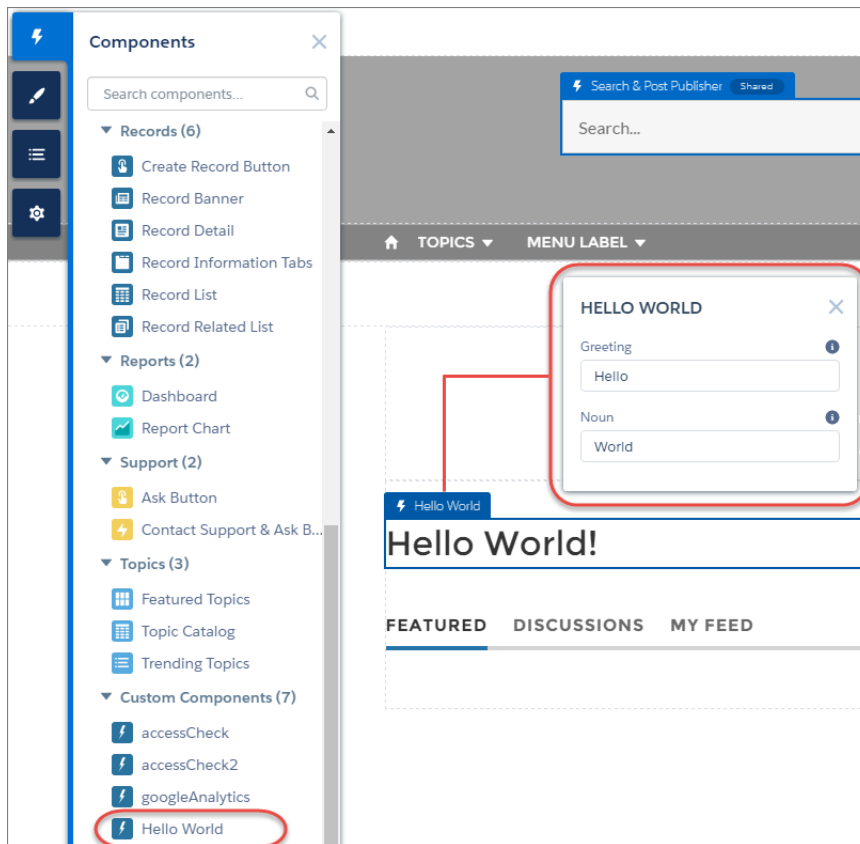 Components
Search components...
Records (6)
Create Record Button
Record Banner
Record Detail
Record Information Tabs
Record List
Record Related List
Reports (2)
Dashboard
Report Chart
Support (2)
Ask Button
Contact Support & Ask B...
Topics (3)
Featured Topics
Topic Catalog
Trending Topics
Custom Components (7)
accessCheck
accessCheck2
googleAnalytics
Hello World
Search & Post Publisher Shared
Search...
TOPICS MENU LABEL
HELLO WORLD
Greeting
Hello
Noun
World
Hello World
Hello World!
FEATURED DISCUSSIONS MY FEED